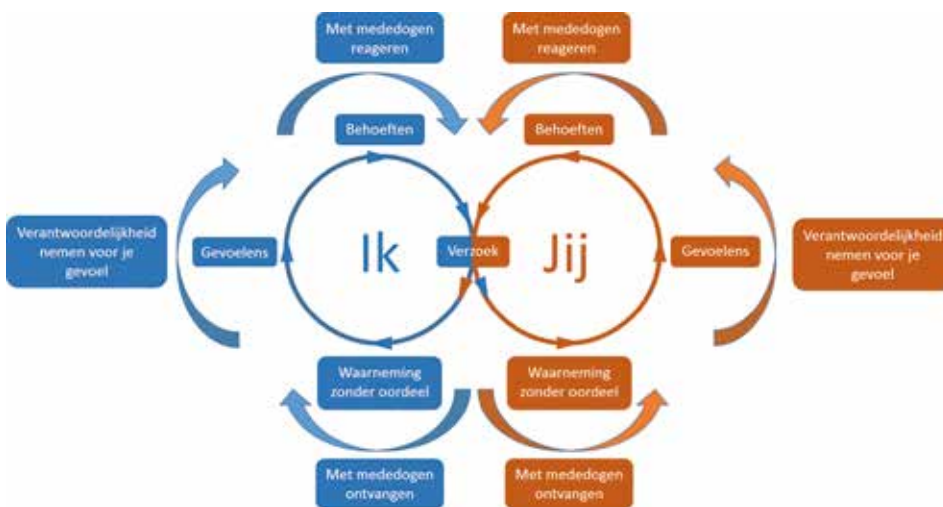 Met mededogen
reageren
Met mededogen
reageren
Behoeften
Behoeften
Verantwoordelijkheid
nemen voor je
gevoel
Gevoelens
Ik
Verzoek
Jij
Gevoelens
Verantwoordelijkheid
nemen voor je
gevoel
Waarneming
zonder oordeel
Waarneming
zonder oordeel
Met mededogen
ontvangen
Met mededogen
ontvangen